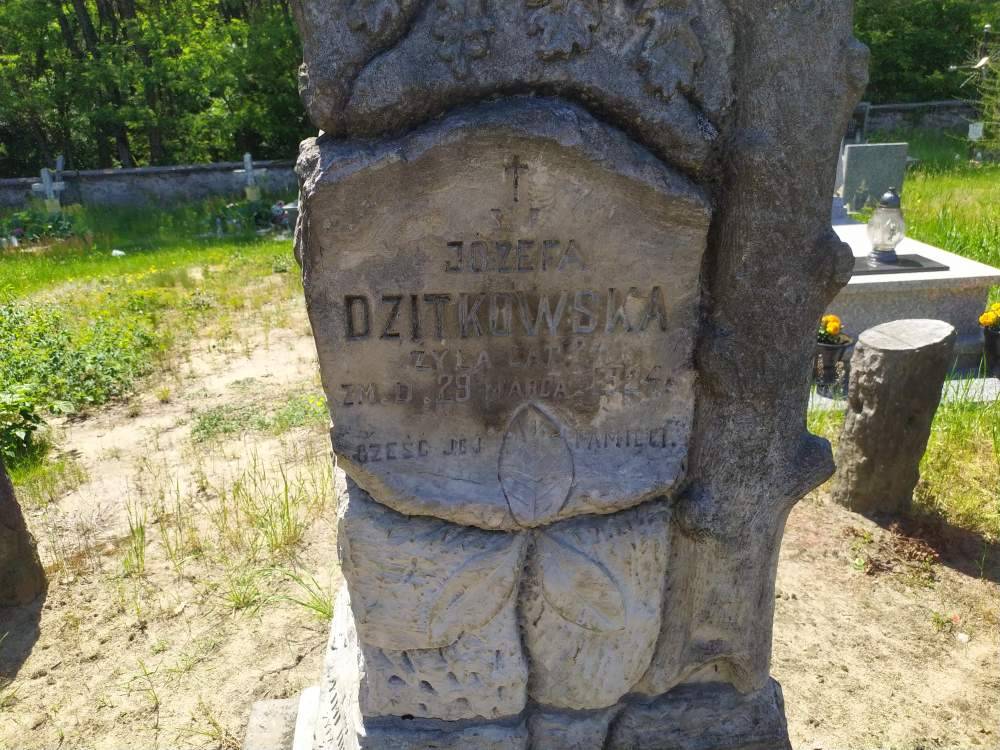 Ś. P.
JÓZEFA
DZITKOWSKA
ŻYŁA LAT
ZM. D. 29 MARCA
CZEŚĆ JEJ PAMIĘCI.